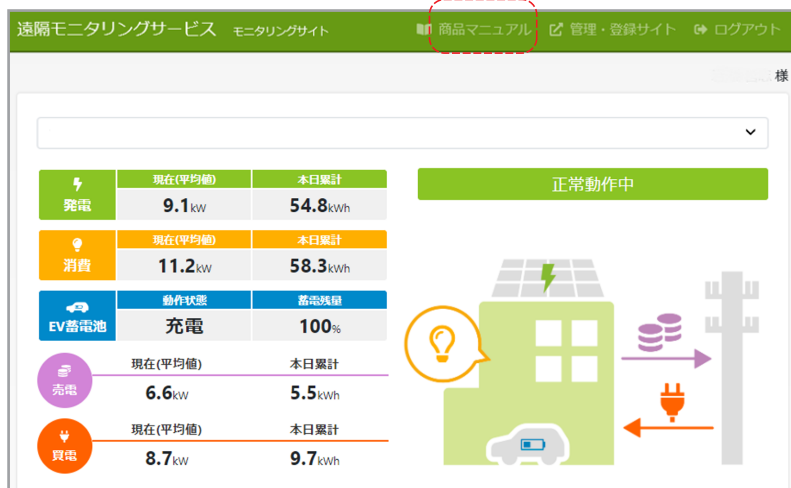 遠隔モニタリングサービス モニタリングサイト 商品マニュアル 管理・登録サイト ログアウト
様
現在(平均値) 本日累計
発電 9.1kW 54.8kWh
正常動作中
現在(平均値) 本日累計
消費 11.2kW 58.3kWh
動作状態 蓄電残量
EV蓄電池 充電 100%
現在(平均値) 本日累計
売電 6.6kW 5.5kWh
現在(平均値) 本日累計
買電 8.7kW 9.7kWh